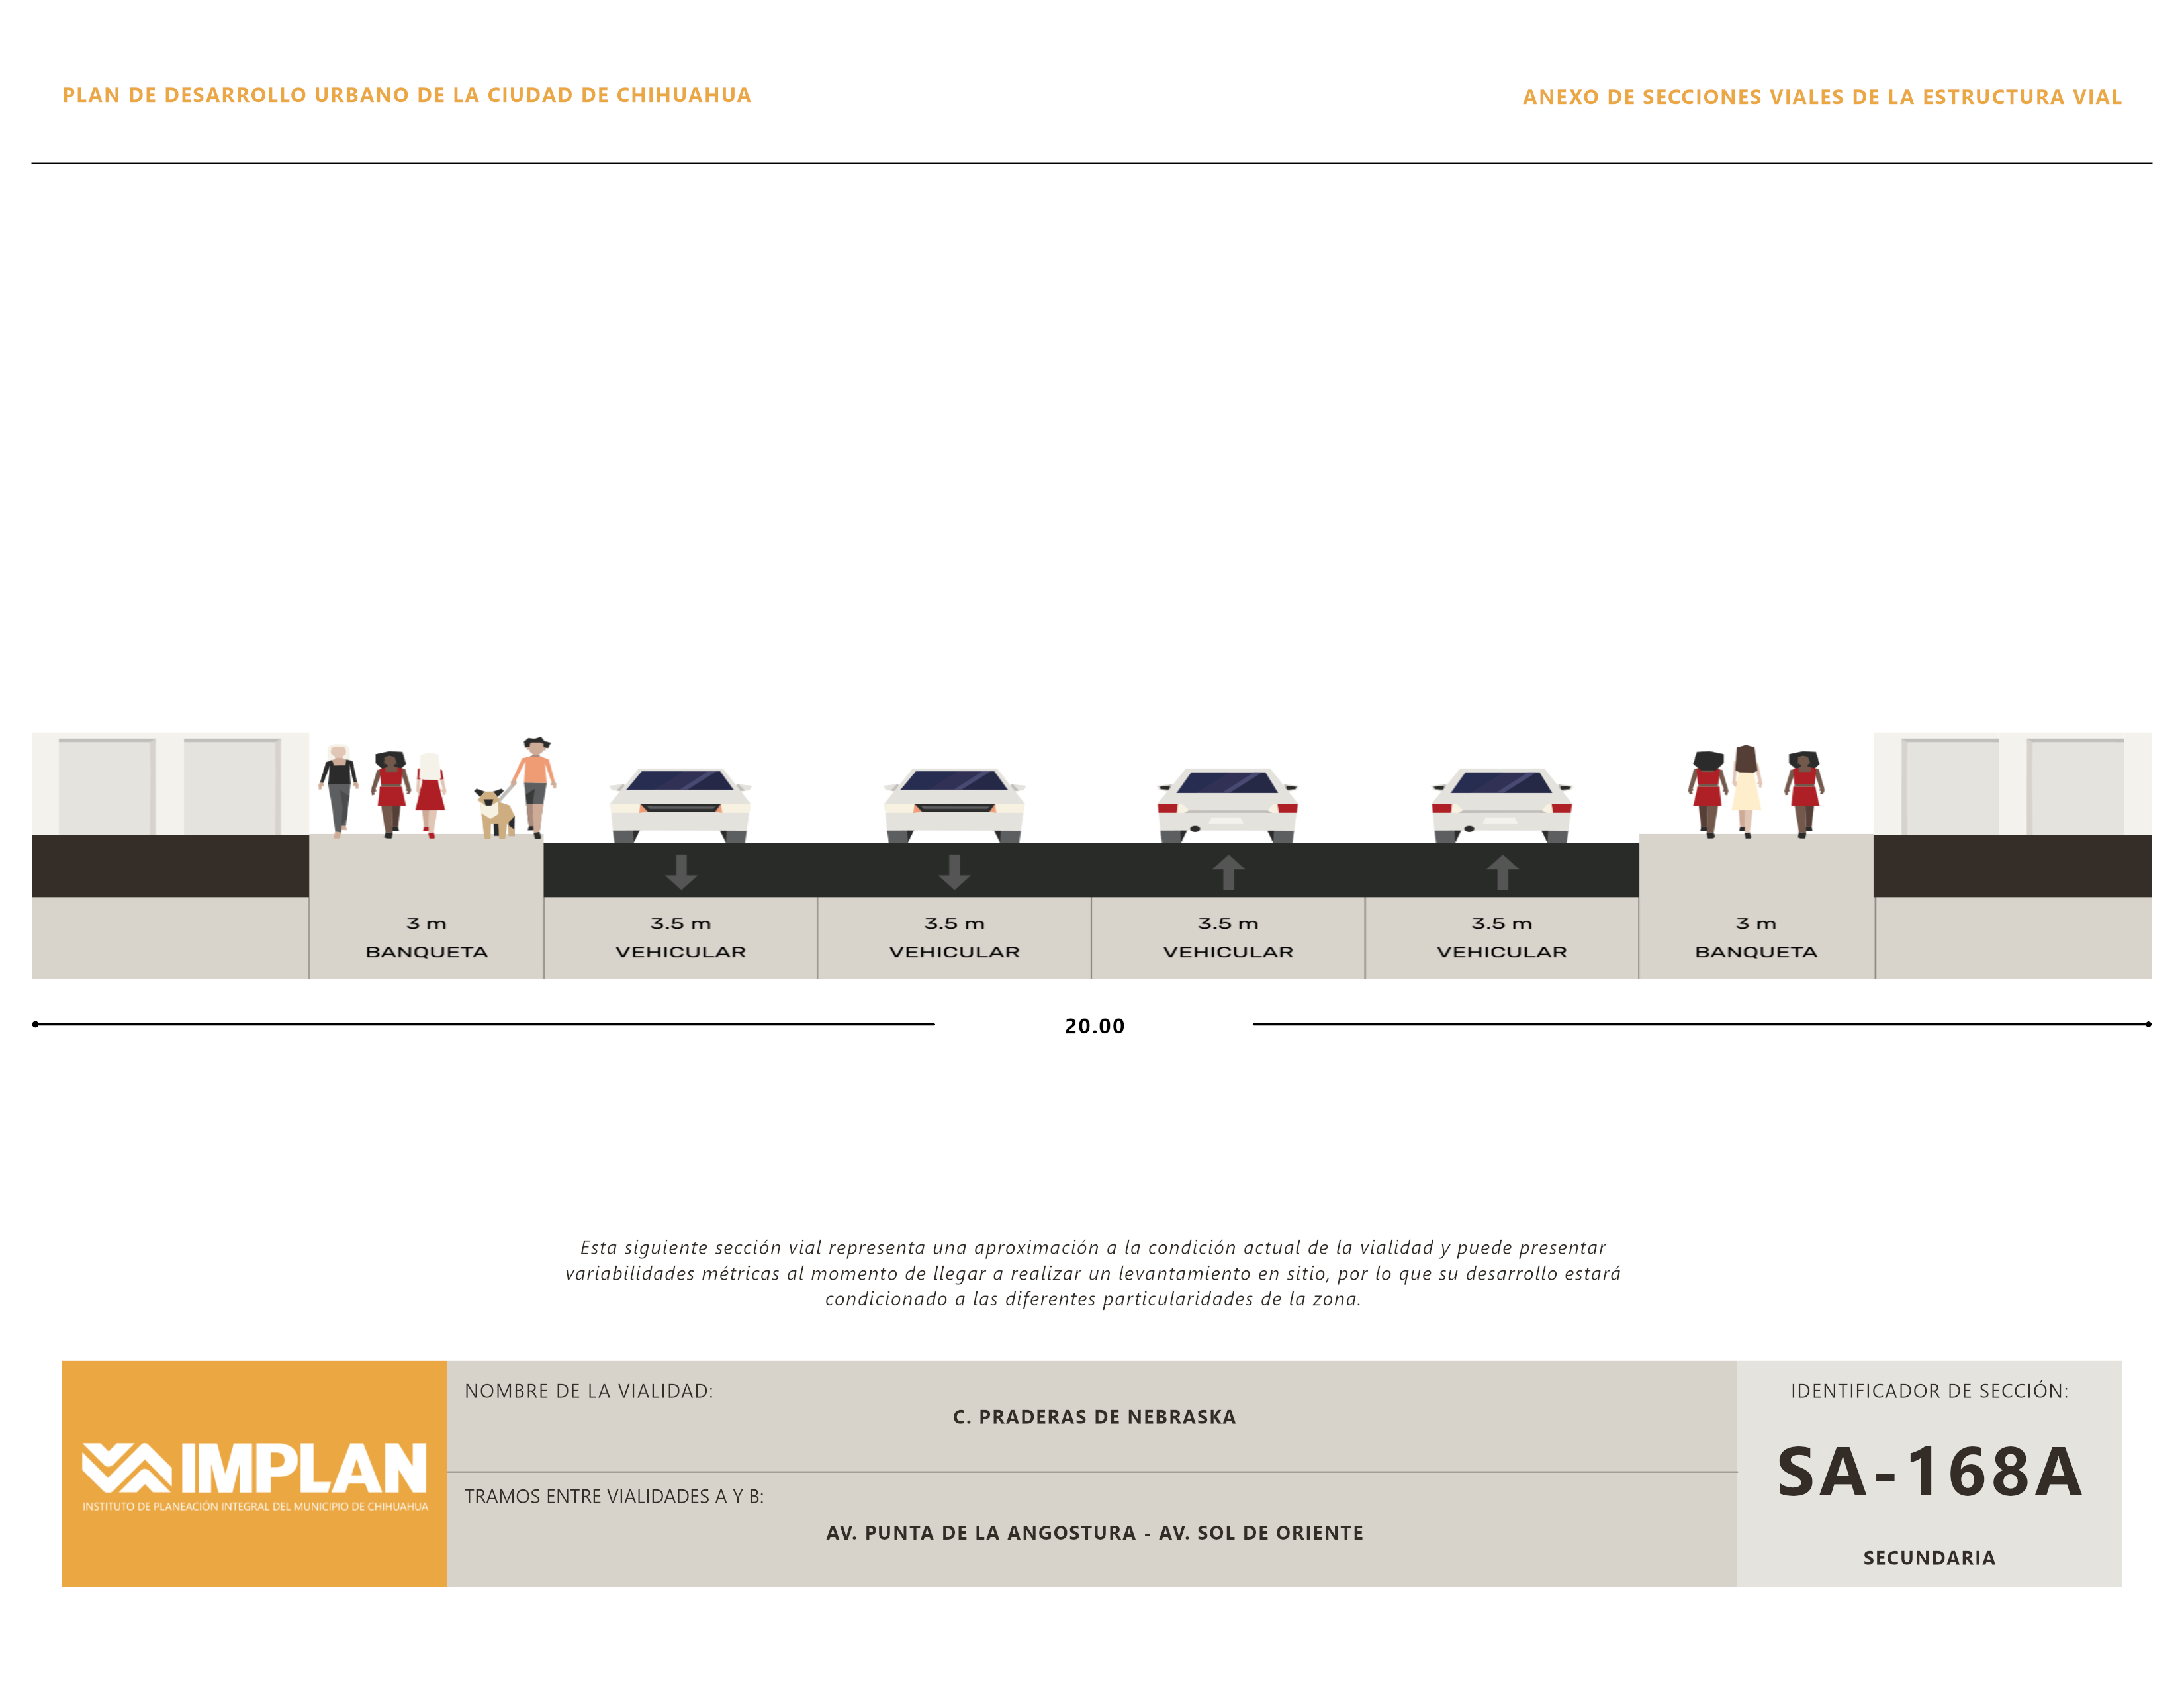 PLAN DE DESARROLLO URBANO DE LA CIUDAD DE CHIHUAHUA
ANEXO DE SECCIONES VIALES DE LA ESTRUCTURA VIAL
3 m
BANQUETA
3.5 m
VEHICULAR
3.5 m
VEHICULAR
3.5 m
VEHICULAR
3.5 m
VEHICULAR
3 m
BANQUETA
20.00
Esta siguiente sección vial representa una aproximación a la condición actual de la vialidad y puede presentar
variabilidades métricas al momento de llegar a realizar un levantamiento en sitio, por lo que su desarrollo estará
condicionado a las diferentes particularidades de la zona.
IMPLAN
INSTITUTO DE PLANEACIÓN INTEGRAL DEL MUNICIPIO DE CHIHUAHUA
NOMBRE DE LA VIALIDAD:
C. PRADERAS DE NEBRASKA
TRAMOS ENTRE VIALIDADES A Y B:
AV. PUNTA DE LA ANGOSTURA - AV. SOL DE ORIENTE
IDENTIFICADOR DE SECCIÓN:
SA-168A
SECUNDARIA